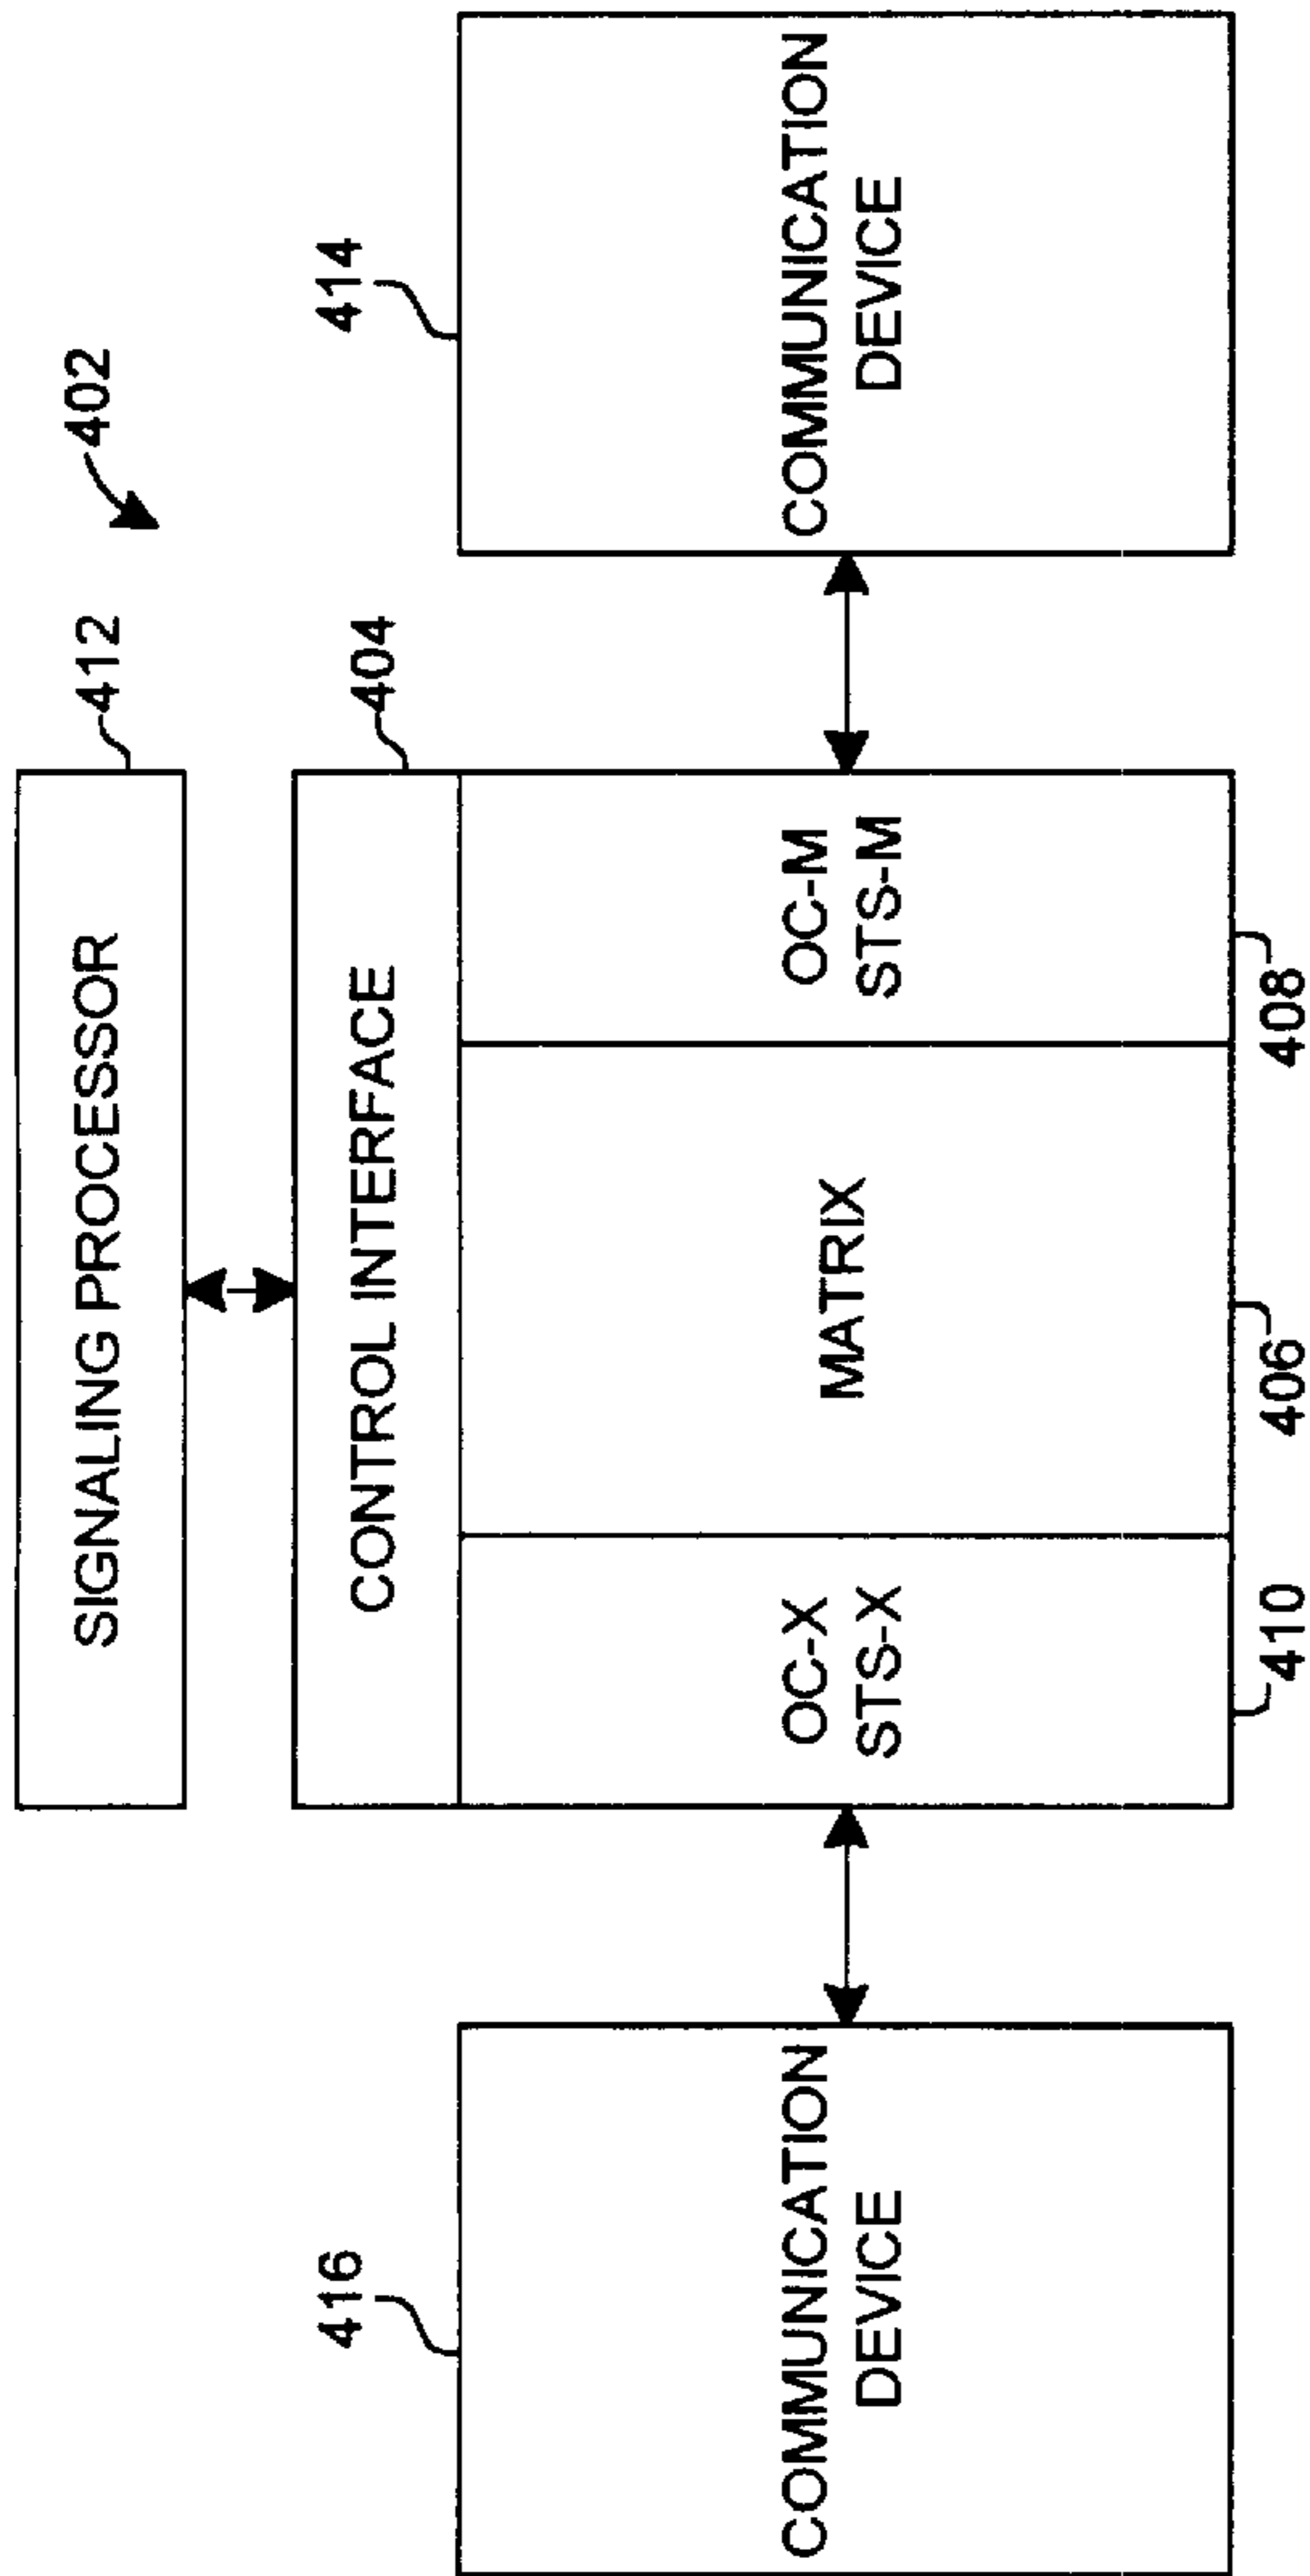 402
412
SIGNALING PROCESSOR
404
CONTROL INTERFACE
416
414
COMMUNICATION
DEVICE
OC-X
STS-X
MATRIX
OC-M
STS-M
COMMUNICATION
DEVICE
410
406
408